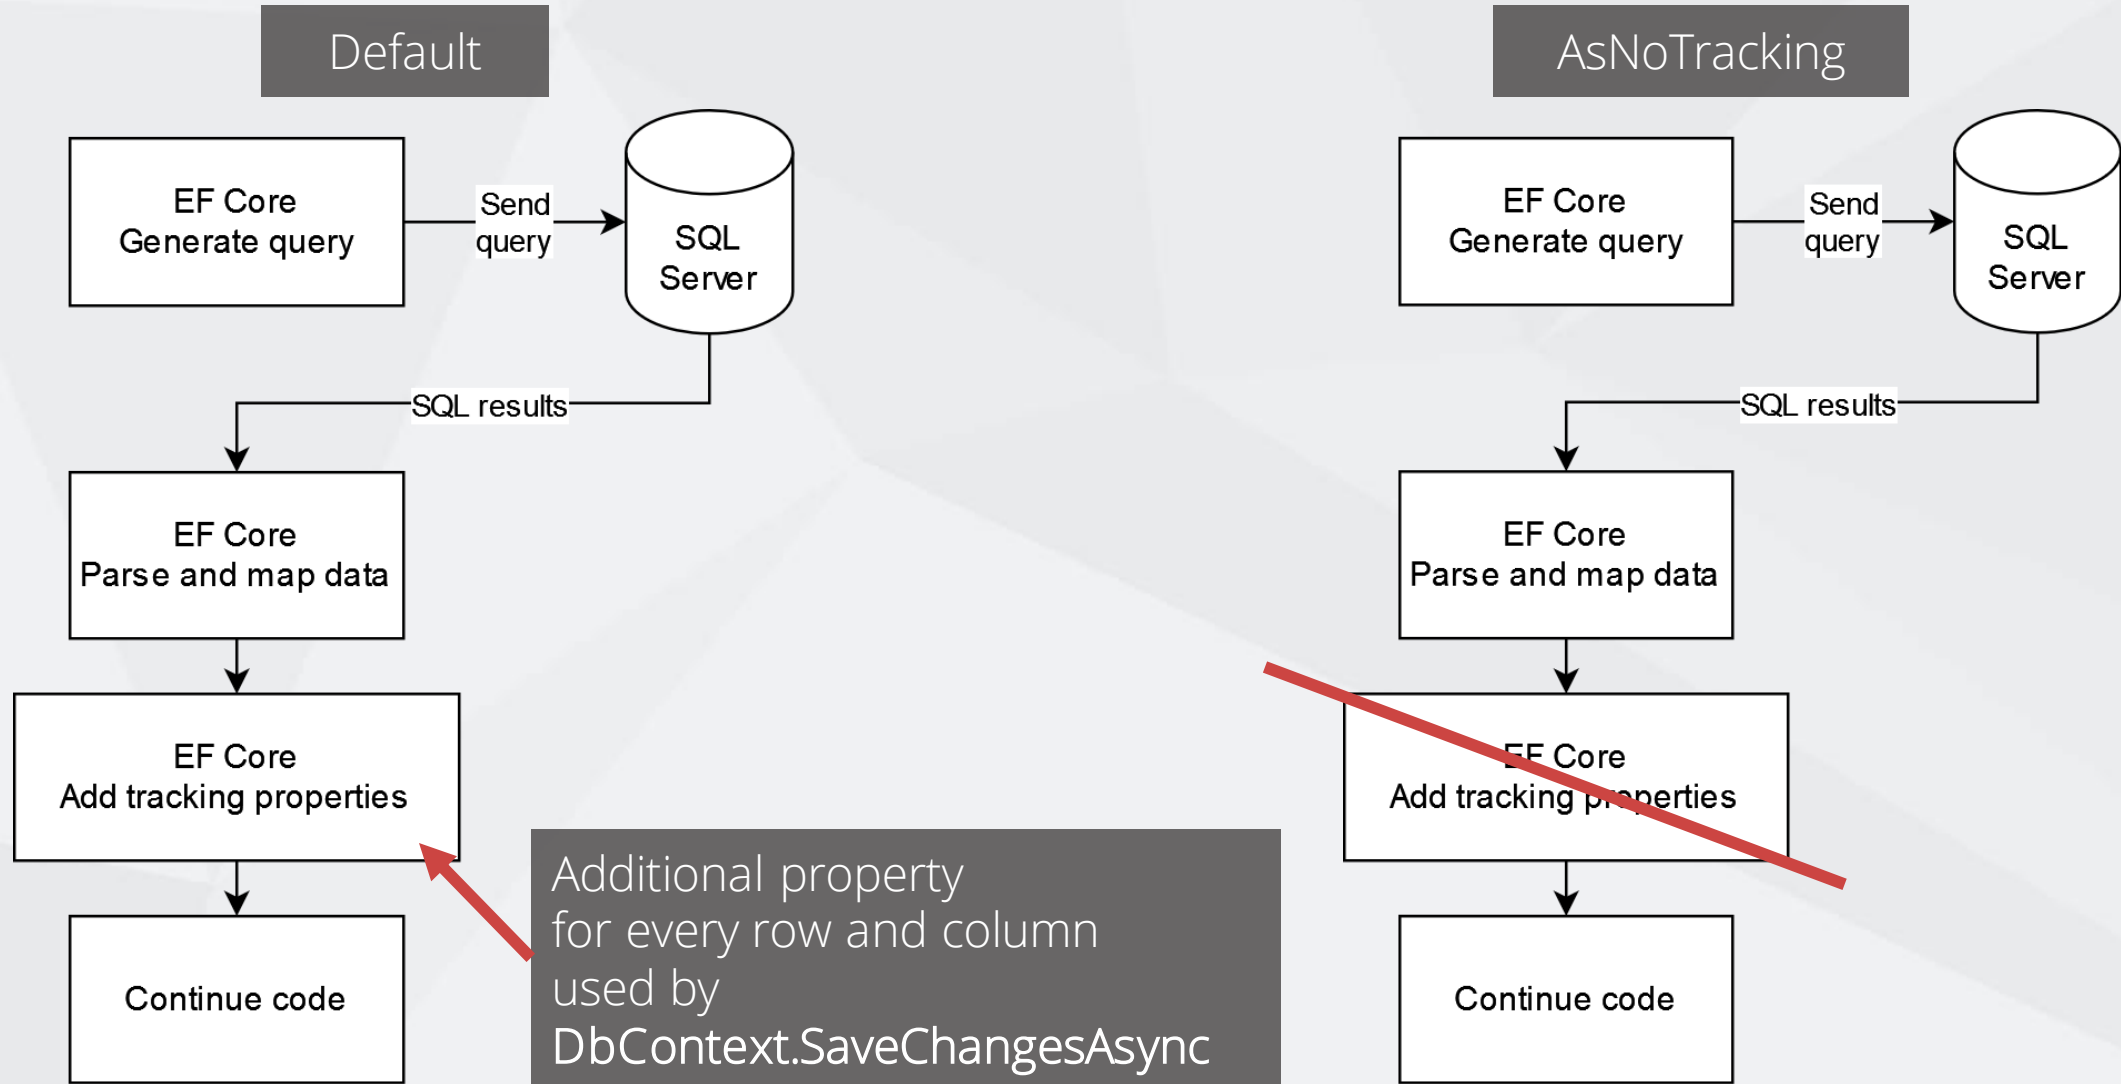 Default
EF Core
Generate query
Send
query
SQL
Server
SQL results
EF Core
Parse and map data
EF Core
Add tracking properties
Continue code
Additional property
for every row and column
used by
DbContext.SaveChangesAsync
AsNoTracking
EF Core
Generate query
Send
query
SQL
Server
SQL results
EF Core
Parse and map data
EF Core
Add tracking properties
Continue code